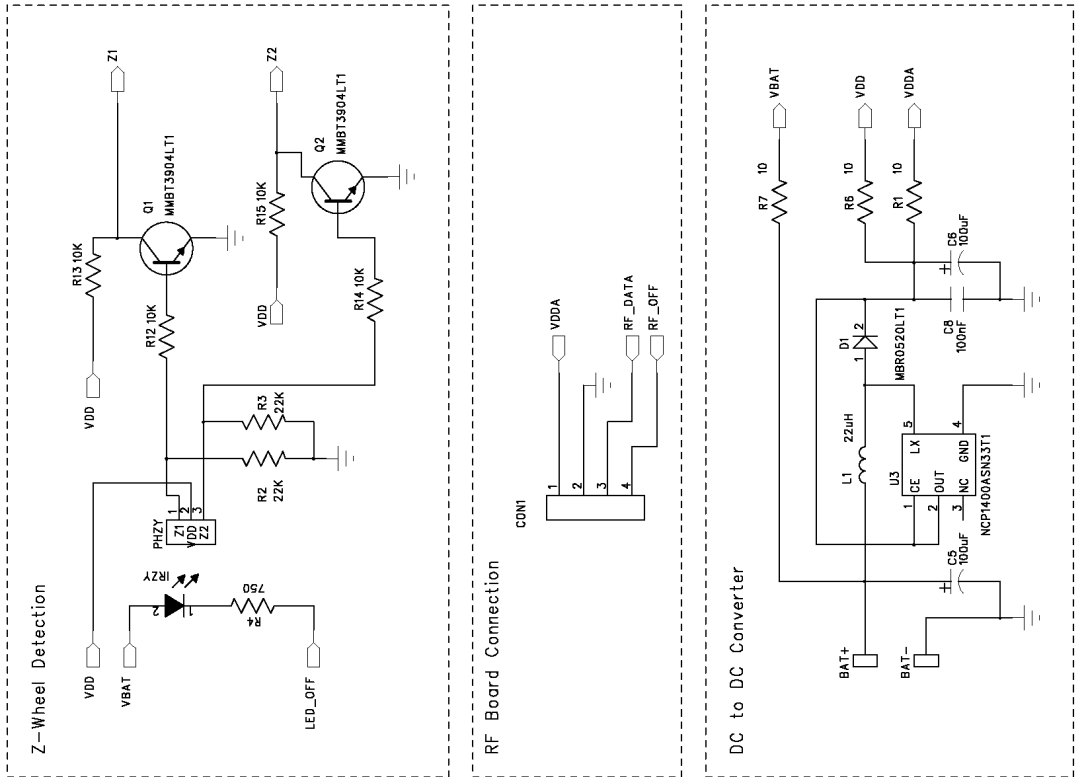 Z-Wheel Detection
VDD
VBAT
LED_OFF
2
IRZY
1
R4
750
PHZY
Z1
VDD
Z2
1
2
3
R2
22K
R3
22K
VDD
R13 10K
R12 10K
Q1
MMBT3904LT1
Z1
VDD
R15 10K
R14 10K
Q2
MMBT3904LT1
Z2
RF Board Connection
CON1
1
2
3
4
VDDA
RF_DATA
RF_OFF
DC to DC Converter
BAT+
BAT-
C5
100uF
+
L1
22uH
U3
1
2
3
CE
OUT
NC
LX
GND
5
4
NCP1400ASN33T1
D1
1
2
MBR0520LT1
C8
100nF
C6
100uF
+
R7
10
R6
10
R1
10
VBAT
VDD
VDDA